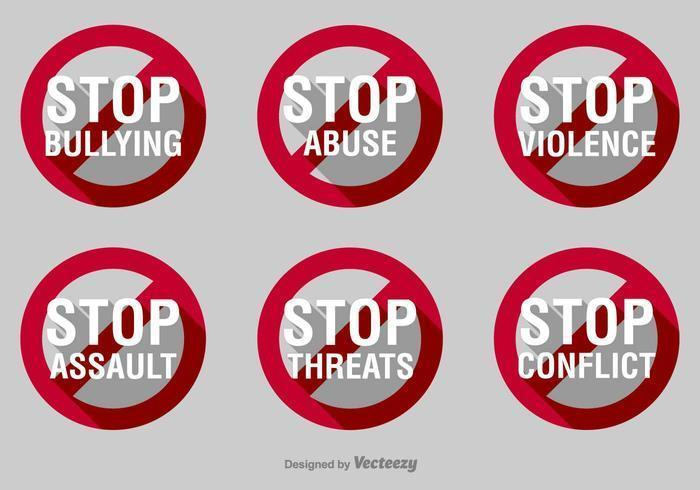 STOP
BULLYING
STOP
ABUSE
STOP
VIOLENCE
STOP
ASSAULT
STOP
THREATS
STOP
CONFLICT
Designed by Vecteezy